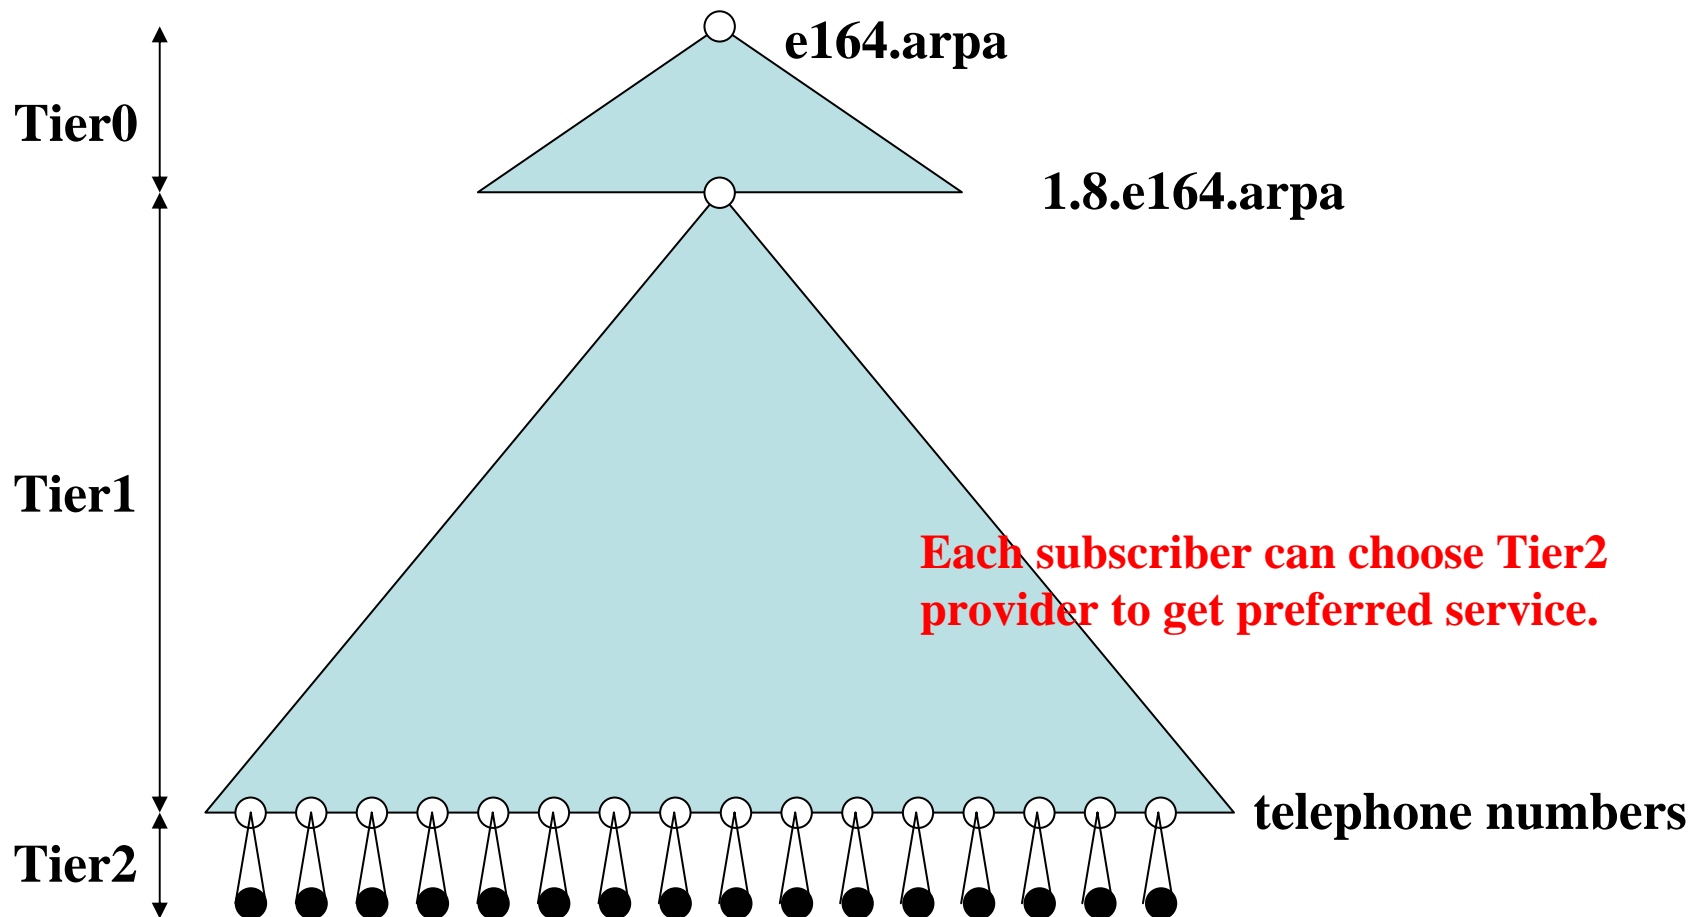 e164.arpa
Tier0
1.8.e164.arpa
Tier1
Each subscriber can choose Tier2
provider to get preferred service.
telephone numbers
Tier2